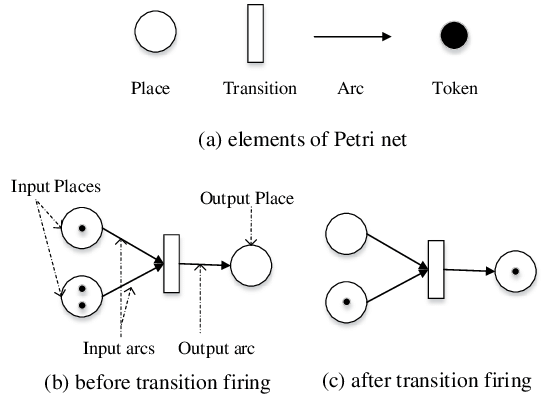 Place Transition Arc Token
(a) elements of Petri net
Input Places
Output Place
Input arcs Output arc
(b) before transition firing
(c) after transition firing